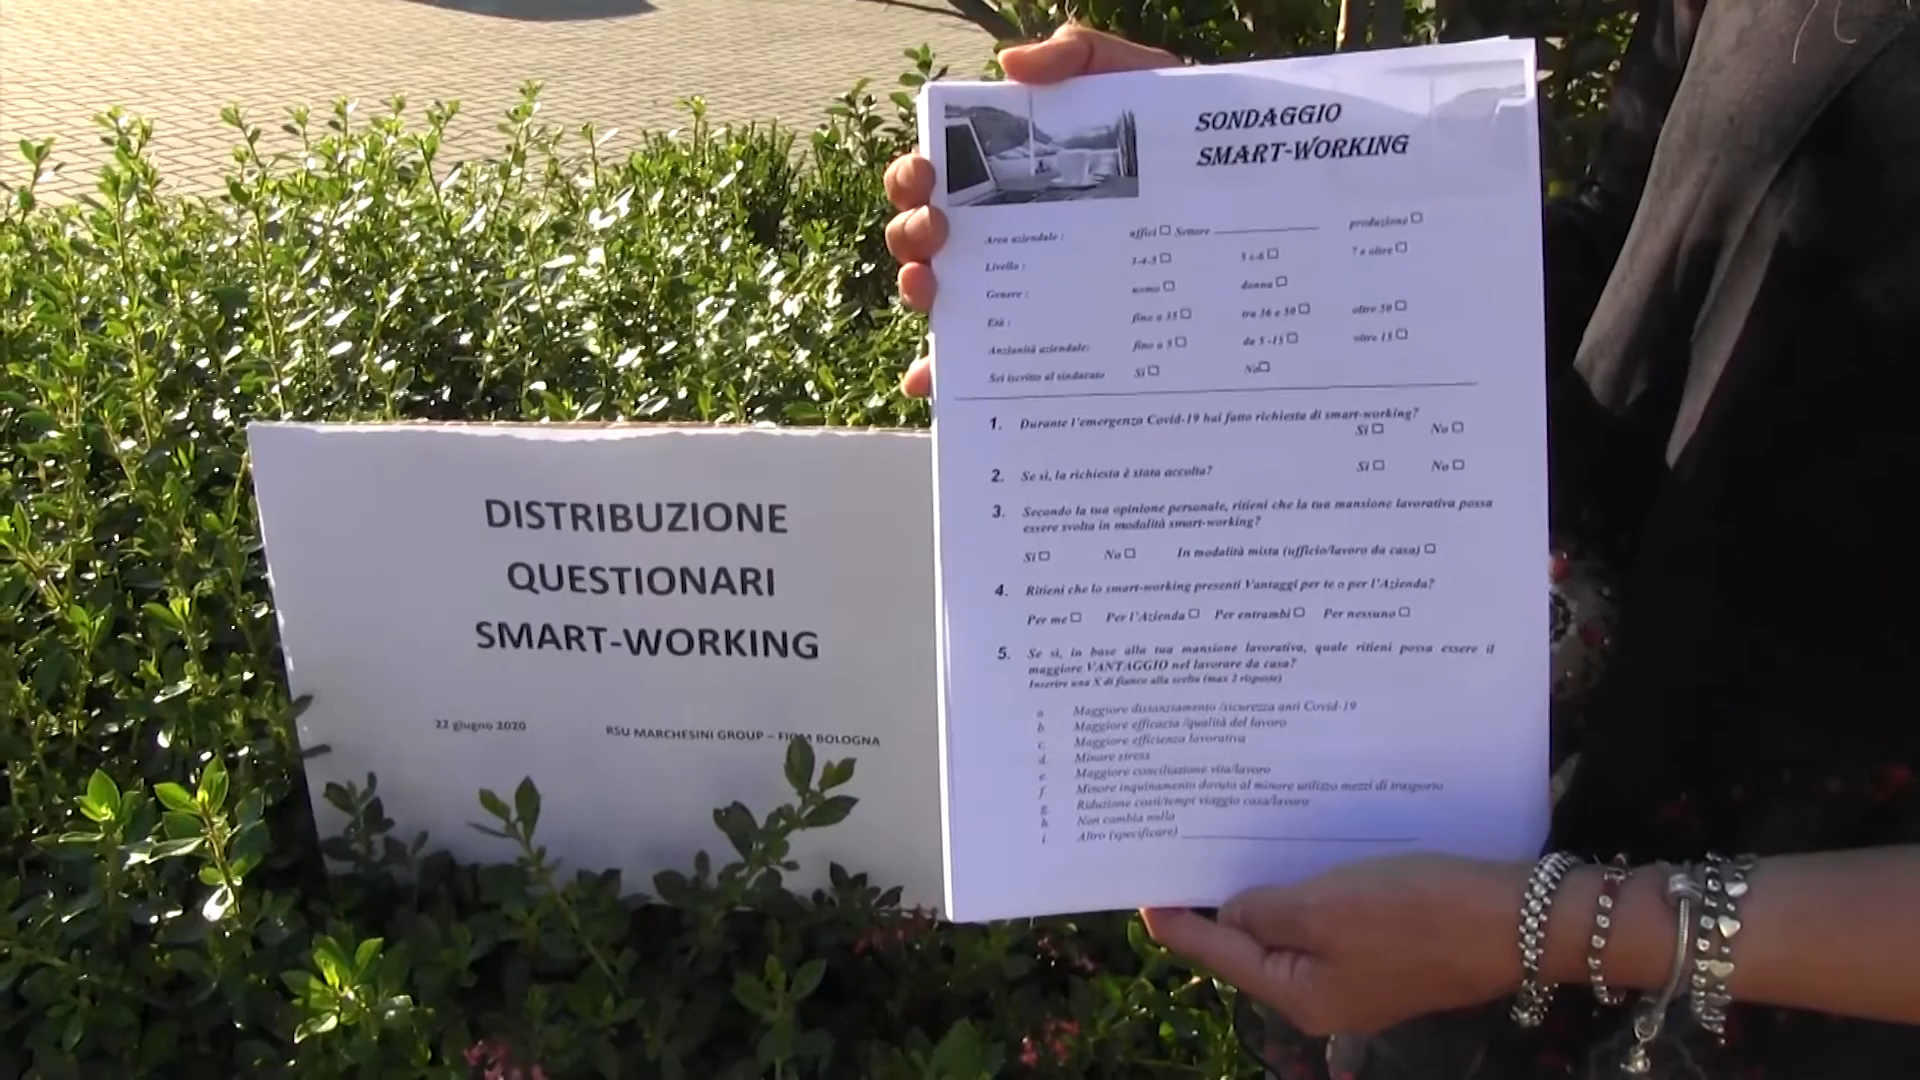 DISTRIBUZIONE
QUESTIONARI
SMART-WORKING
22 giugno 2020
RSU MARCHESINI GROUP – FIOM BOLOGNA
SONDAGGIO
SMART-WORKING
Area aziendale : uffici Settore produzione
Livello : 3-4-5 5 e 6 7 e oltre
Genere : uomo donna
Età : fino a 35 tra 36 e 50 oltre 50
Anzianità aziendale: fino a 5 da 5 -15 oltre 15
Sei iscritto al sindacato Si No
1. Durante l'emergenza Covid-19 hai fatto richiesta di smart-working?
Si No
2. Se si, la richiesta è stata accolta? Si No
3. Secondo la tua opinione personale, ritieni che la tua mansione lavorativa possa
essere svolta in modalità smart-working?
Si No In modalità mista (ufficio/lavoro da casa)
4. Ritieni che lo smart-working presenti Vantaggi per te o per l'Azienda?
Per me Per l'Azienda Per entrambi Per nessuno
5. Se si, in base alla tua mansione lavorativa, quale ritieni possa essere il
maggiore VANTAGGIO nel lavorare da casa?
Inserire una X di fianco alla scelta (max 2 risposte)
a Maggiore distanziamento /sicurezza anti Covid-19
b. Maggiore efficacia /qualità del lavoro
c. Maggiore efficienza lavorativa
d. Minore stress
e. Maggiore conciliazione vita/lavoro
f. Minore inquinamento dovuto al minore utilizzo mezzi di trasporto
g. Riduzione costi/tempi viaggio casa/lavoro
h. Non cambia nulla
i Altro (specificare)